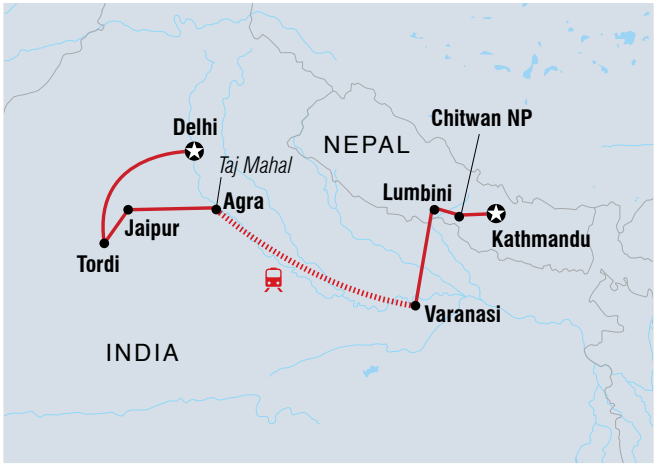 Chitwan NP
Delhi
NEPAL
Taj Mahal
Lumbini
Agra
Jaipur
Kathmandu
Tordi
Varanasi
INDIA